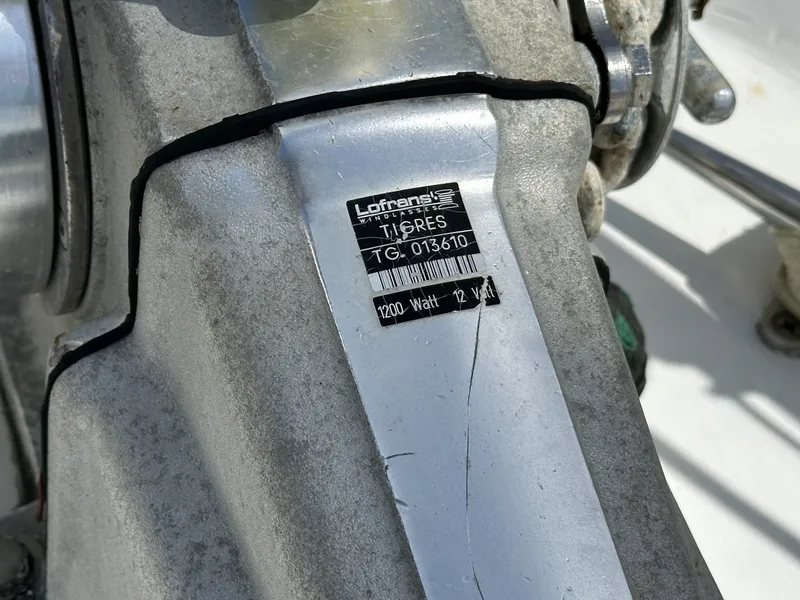 Lofrans'
WINDLASSES
TIGRES
TG. 013610
1200 Watt 12 Volt